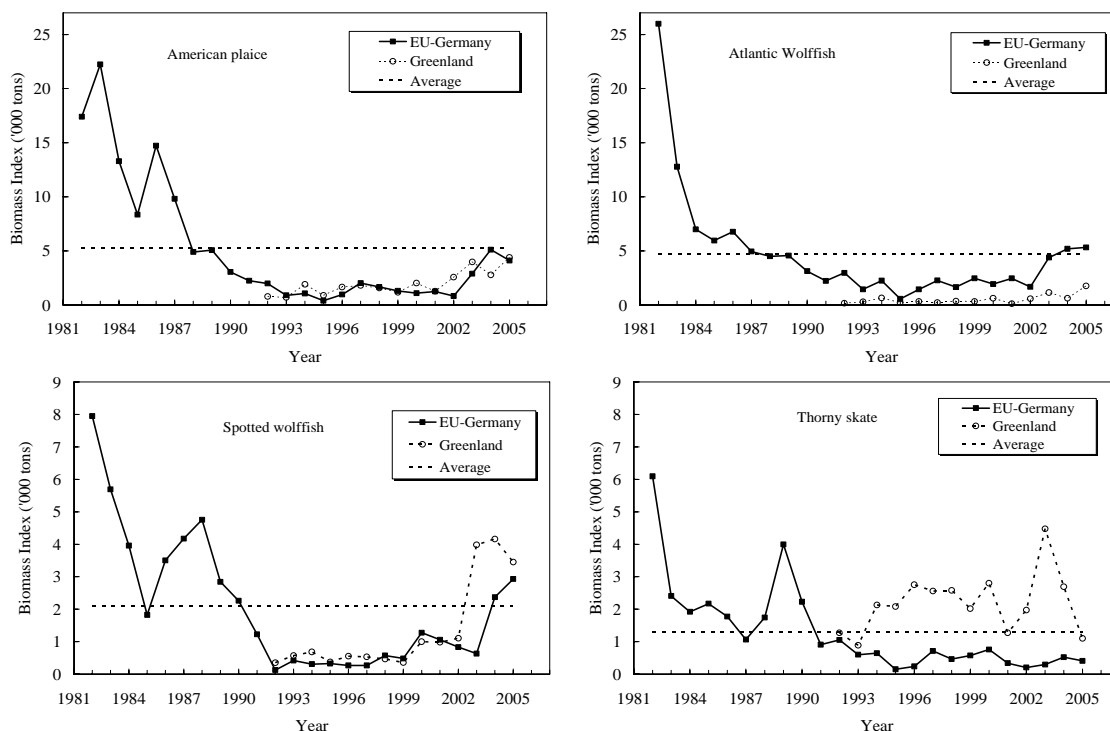 American plaice
EU-Germany
Greenland
Average
Biomass Index ('000 tons)
25
20
15
10
5
0
1981 1984 1987 1990 1993 1996 1999 2002 2005
Year
Atlantic Wolffish
EU-Germany
Greenland
Average
Biomass Index ('000 tons)
25
20
15
10
5
0
1981 1984 1987 1990 1993 1996 1999 2002 2005
Year
Spotted wolffish
EU-Germany
Greenland
Average
Biomass Index ('000 tons)
9
8
7
6
5
4
3
2
1
0
1981 1984 1987 1990 1993 1996 1999 2002 2005
Year
Thorny skate
EU-Germany
Greenland
Average
Biomass Index ('000 tons)
9
8
7
6
5
4
3
2
1
0
1981 1984 1987 1990 1993 1996 1999 2002 2005
Year